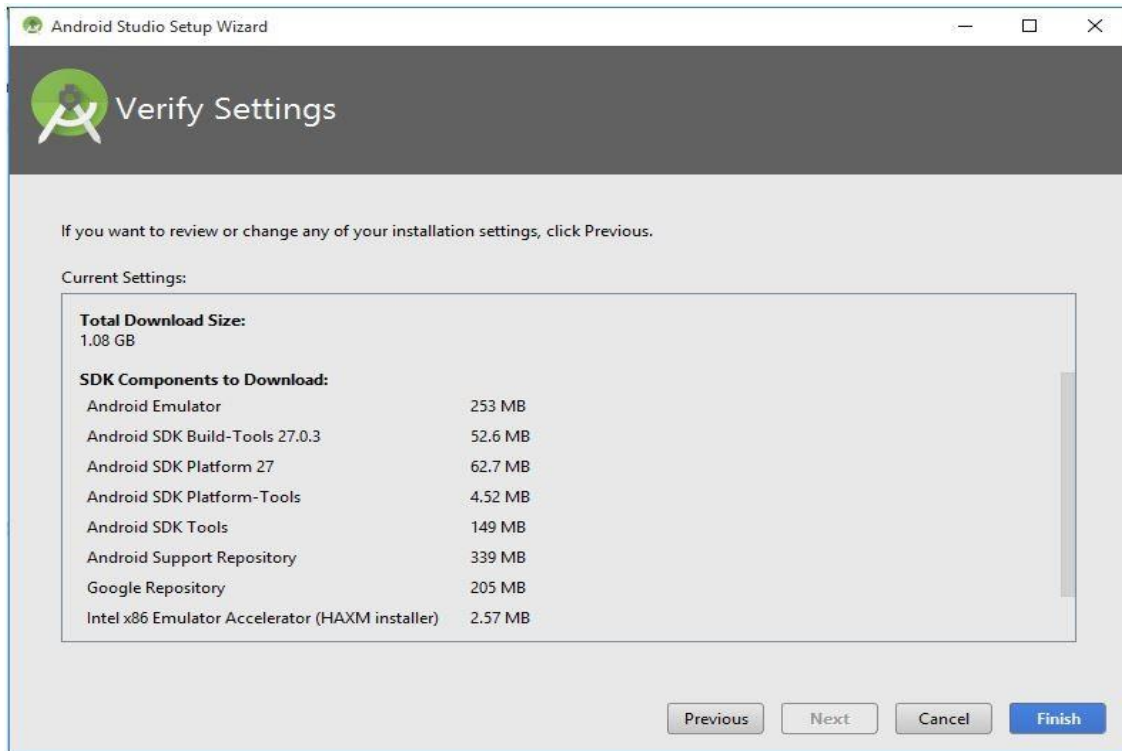 Android Studio Setup Wizard
Verify Settings
If you want to review or change any of your installation settings, click Previous.
Current Settings:
Total Download Size:
1.08 GB
SDK Components to Download:
Android Emulator 253 MB
Android SDK Build-Tools 27.0.3 52.6 MB
Android SDK Platform 27 62.7 MB
Android SDK Platform-Tools 4.52 MB
Android SDK Tools 149 MB
Android Support Repository 339 MB
Google Repository 205 MB
Intel x86 Emulator Accelerator (HAXM installer) 2.57 MB
Previous Next Cancel Finish